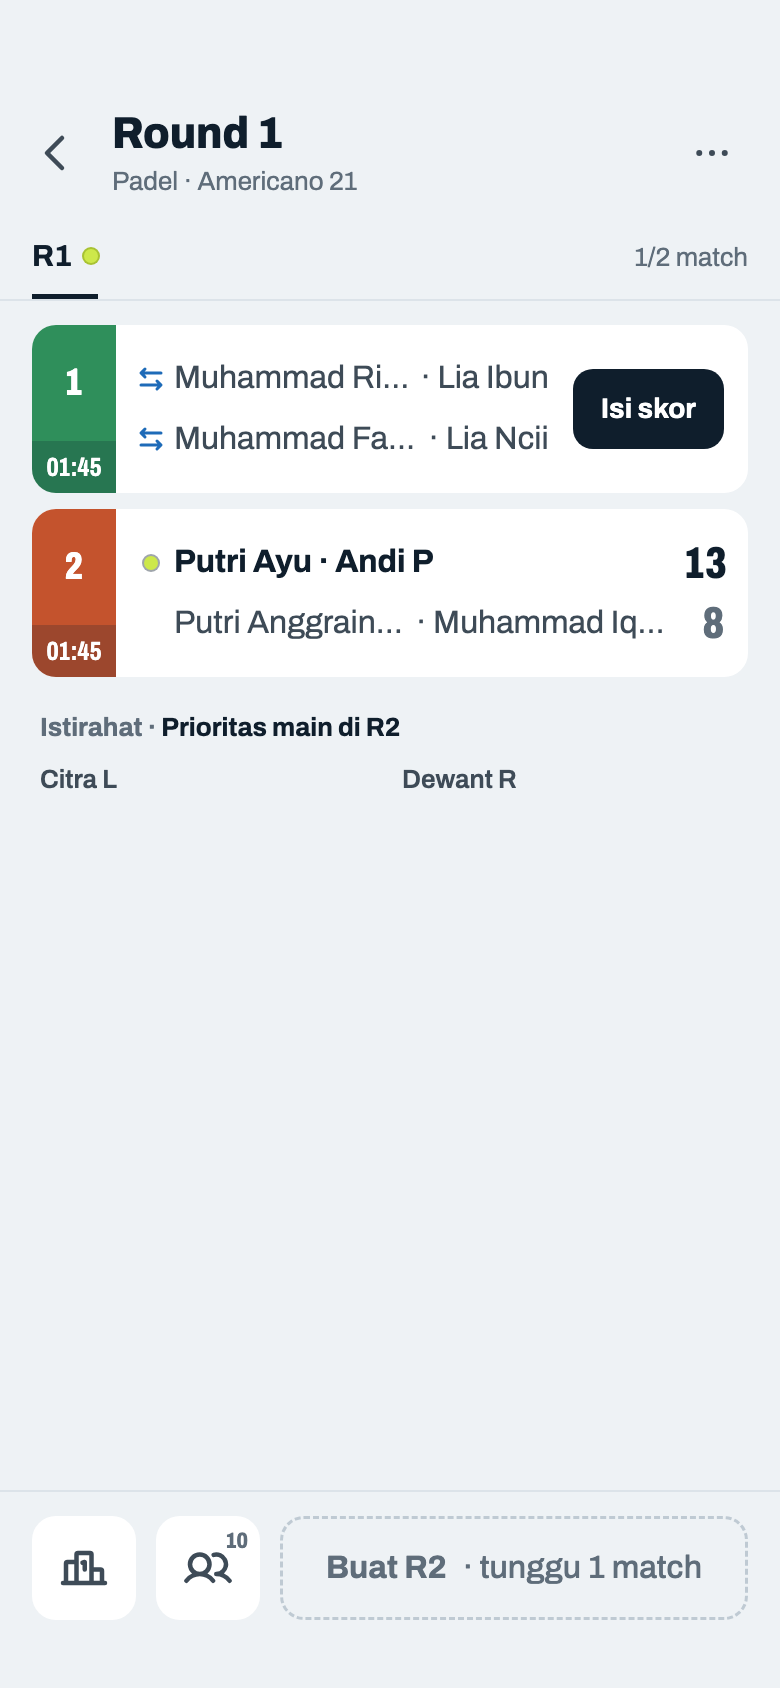 Round 1
Padel · Americano 21
R1
1/2 match
1
Muhammad Ri... · Lia Ibun
Muhammad Fa... · Lia Ncii
Isi skor
01:45
2
Putri Ayu · Andi P
13
Putri Anggrain... · Muhammad Iq...
8
01:45
Istirahat · Prioritas main di R2
Citra L
Dewant R
10
Buat R2 · tunggu 1 match